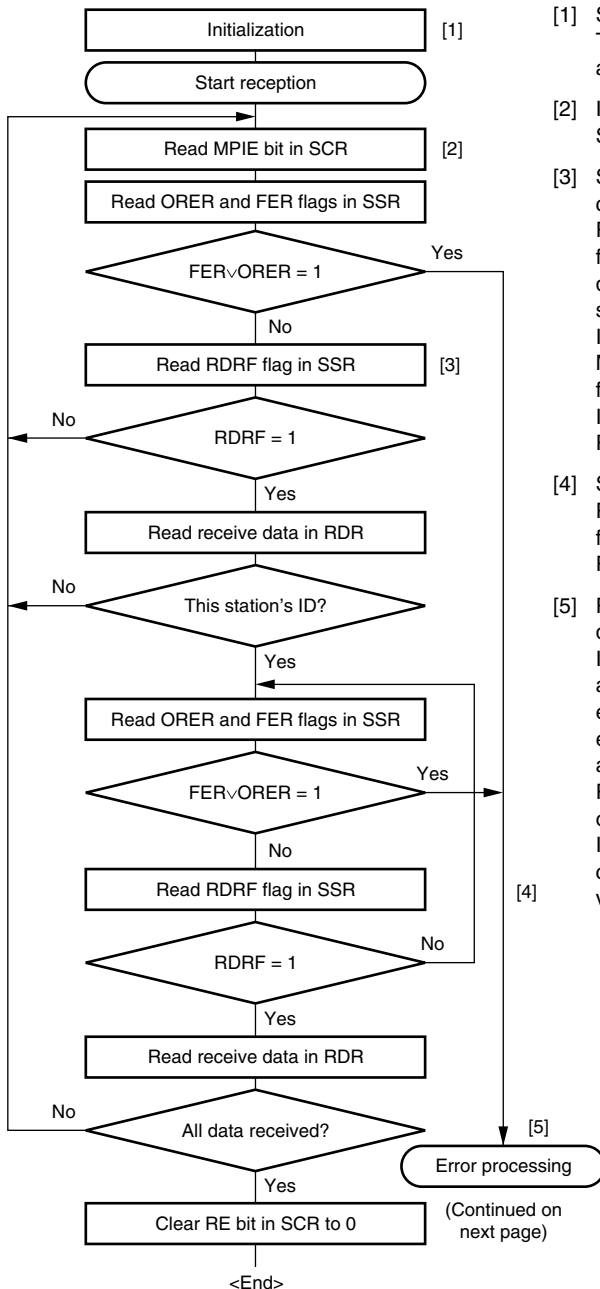 Initialization [1]
Start reception
Read MPIE bit in SCR [2]
Read ORER and FER flags in SSR
FER∨ORER = 1
Yes
No
Read RDRF flag in SSR [3]
RDRF = 1
No
Yes
Read receive data in RDR
This station's ID?
No
Yes
Read ORER and FER flags in SSR
FER∨ORER = 1
Yes
No
Read RDRF flag in SSR
[4]
RDRF = 1
No
Yes
Read receive data in RDR
All data received?
No
Yes
[5]
Error processing
(Continued on
next page)
Clear RE bit in SCR to 0
<End>
[1]
[2]
[3]
[4]
[5]